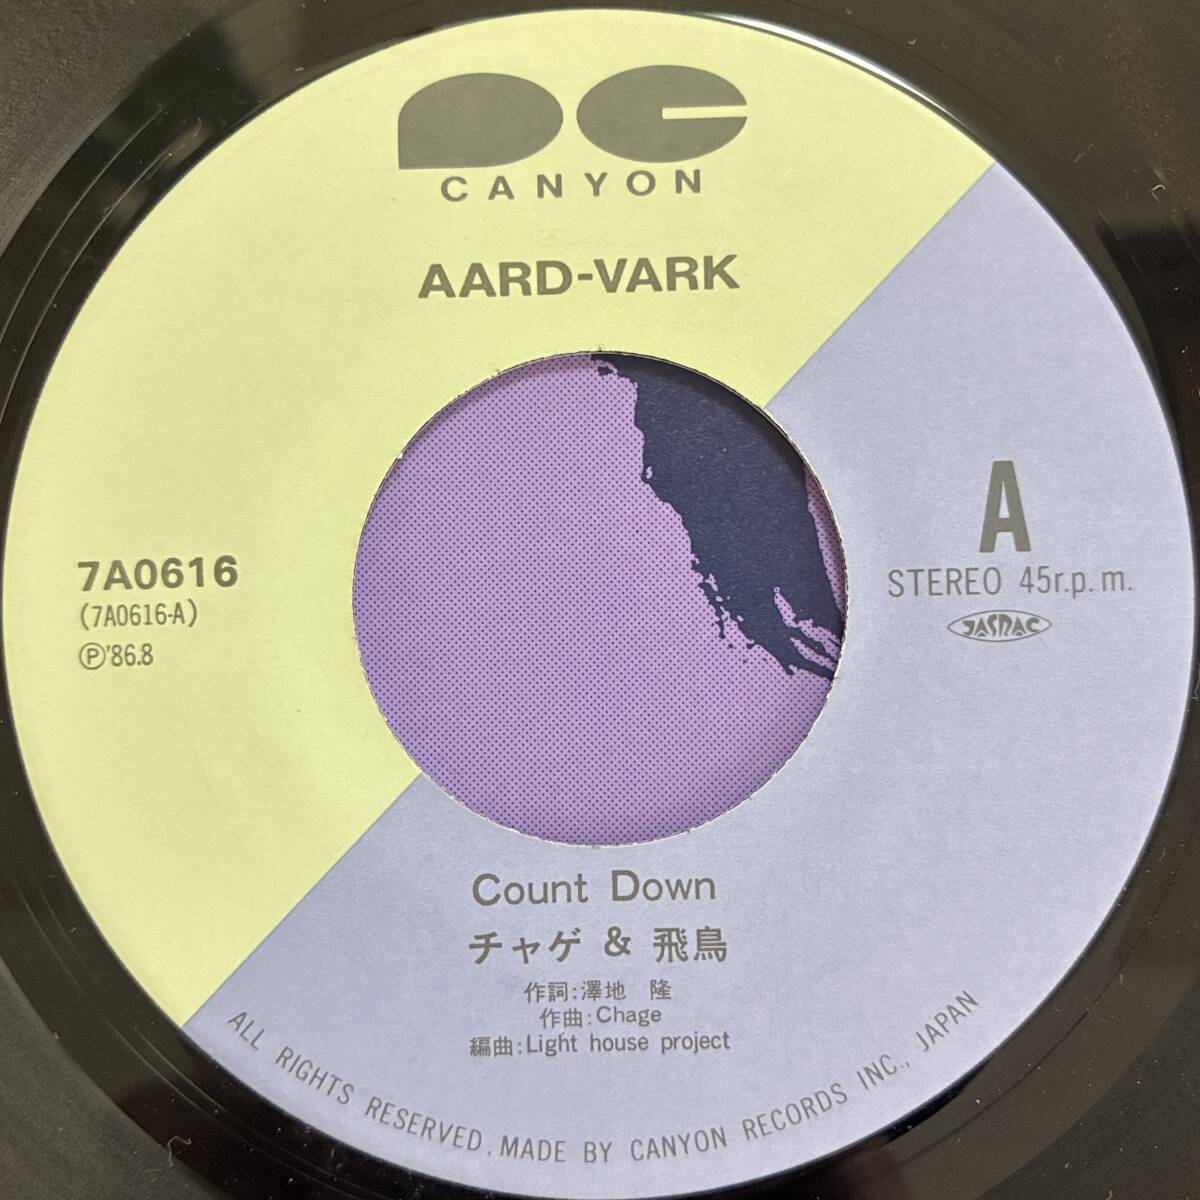 CANYON
AARD-VARK
7A0616
(7A0616-A)
Ⓟ'86.8
A
STEREO 45r.p.m.
JASRAC
Count Down
チャゲ & 飛鳥
作詞:澤地 隆
作曲:Chage
編曲:Light house project
ALL RIGHTS RESERVED. MADE BY CANYON RECORDS INC., JAPAN